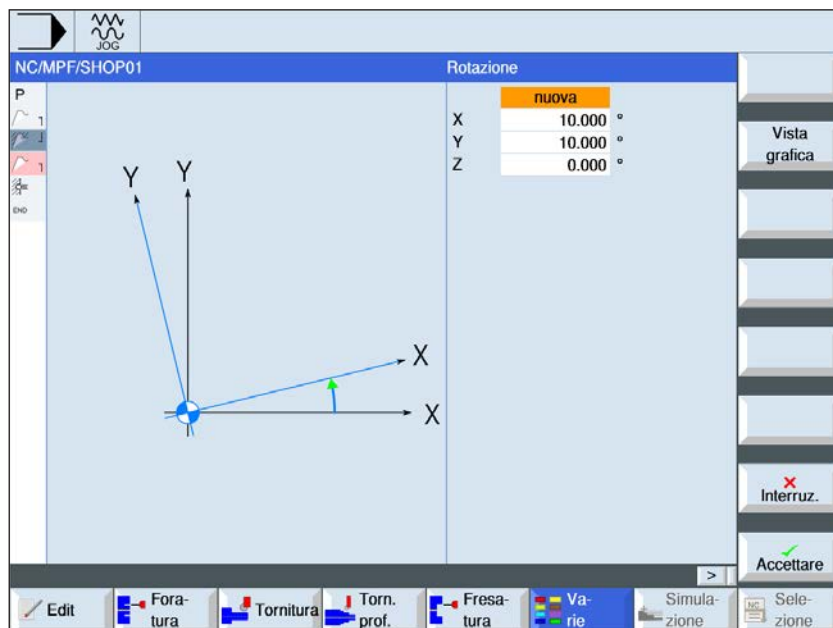 JOG
NC/MPF/SHOP01
Rotazione
P
END
Y
Y
X
X
nuova
X 10.000 °
Y 10.000 °
Z 0.000 °
Vista
grafica
Interruz.
Accettare
>
Edit
Fora-
tura
Tornitura
Torn.
prof.
Fresa-
tura
Va-
rie
Simula-
zione
NC
Sele-
zione